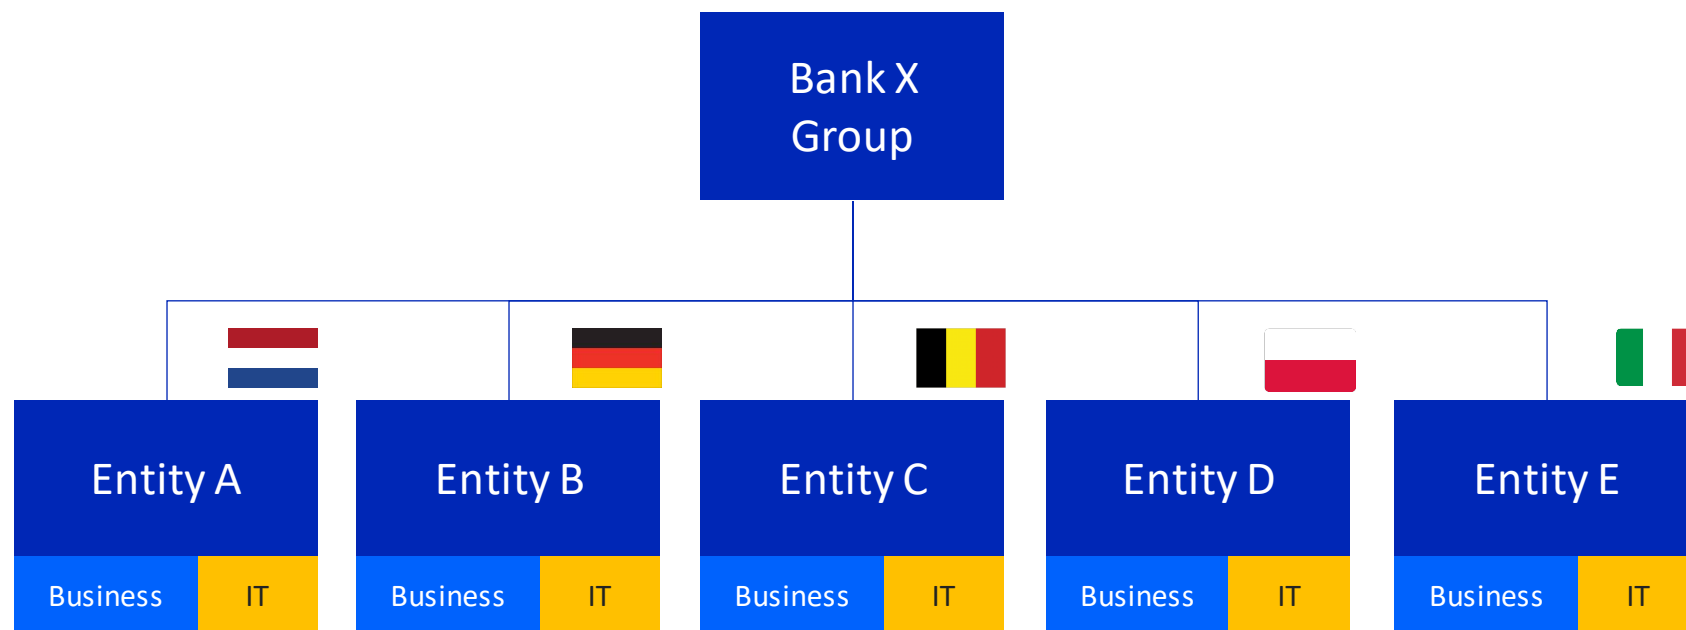 Bank X
Group
Entity A
Entity B
Entity C
Entity D
Entity E
Business
IT
Business
IT
Business
IT
Business
IT
Business
IT